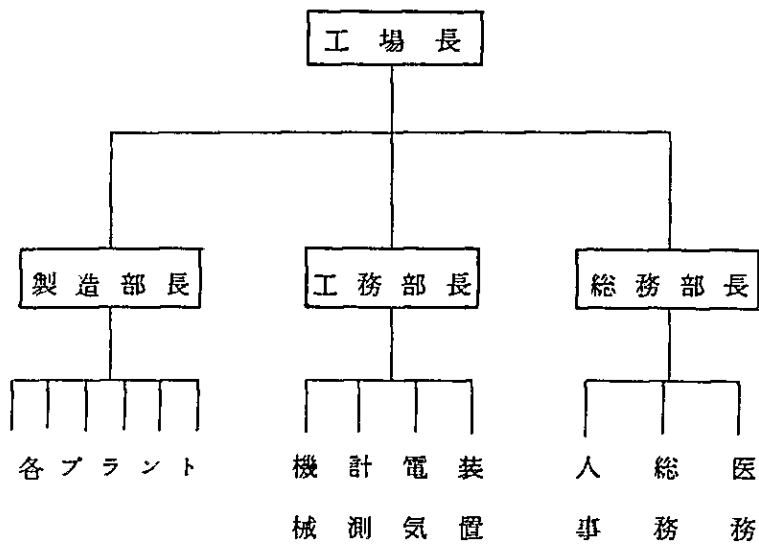 工場長
製造部長
工務部長
総務部長
各プラント
機械
計測
電気
装置
人事
総務
医務